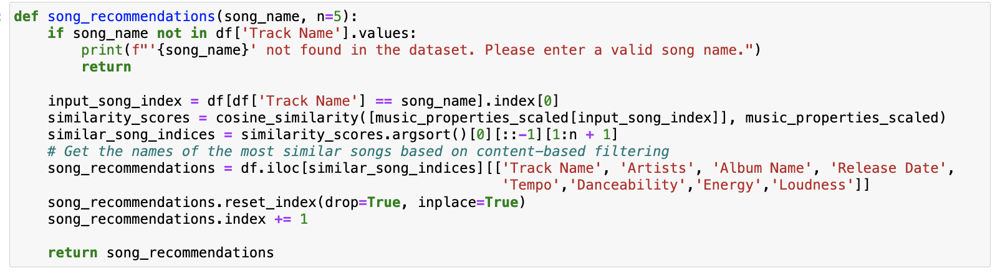 def song_recommendations(song_name, n=5):
    if song_name not in df['Track Name'].values:
        print(f"'{song_name}' not found in the dataset. Please enter a valid song name.")
        return

    input_song_index = df[df['Track Name'] == song_name].index[0]
    similarity_scores = cosine_similarity([music_properties_scaled[input_song_index]], music_properties_scaled)
    similar_song_indices = similarity_scores.argsort()[0][::-1][1:n + 1]
    # Get the names of the most similar songs based on content-based filtering
    song_recommendations = df.iloc[similar_song_indices][['Track Name', 'Artists', 'Album Name', 'Release Date',
                                                          'Tempo','Danceability','Energy','Loudness']]
    song_recommendations.reset_index(drop=True, inplace=True)
    song_recommendations.index += 1

    return song_recommendations